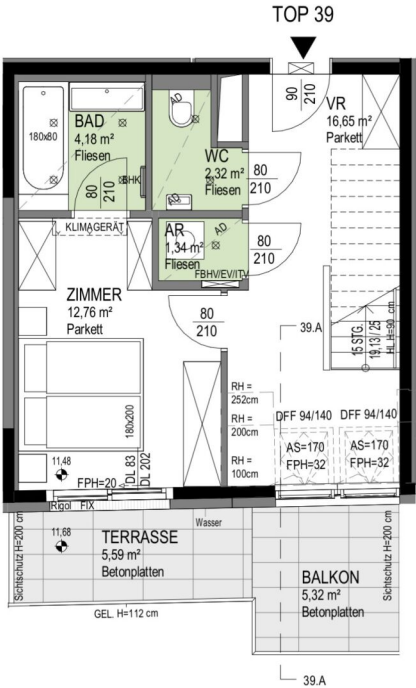 TOP 39
90
210
VR
16,65 m²
Parkett
BAD
4,18 m²
Fliesen
180x80
80
210
BHK
AD
WC
2,32 m²
Fliesen
AD
80
210
AR
1,34 m²
Fliesen
AD
FBHV/EV/ITV
80
210
KLIMAGERÄT
ZIMMER
12,76 m²
Parkett
80
210
180x200
39.A
15 STG.
19,13 / 25
HL H=90 cm
RH =
252cm
RH =
200cm
RH =
100cm
DFF 94/140
DFF 94/140
AS=170
FPH=32
AS=170
FPH=32
11,48
FPH=20
DL 83
DL 202
Rigol
FIX
Wasser
Sichtschutz H=200 cm
11,68
TERRASSE
5,59 m²
Betonplatten
GEL. H=112 cm
BALKON
5,32 m²
Betonplatten
Sichtschutz H=200 cm
39.A